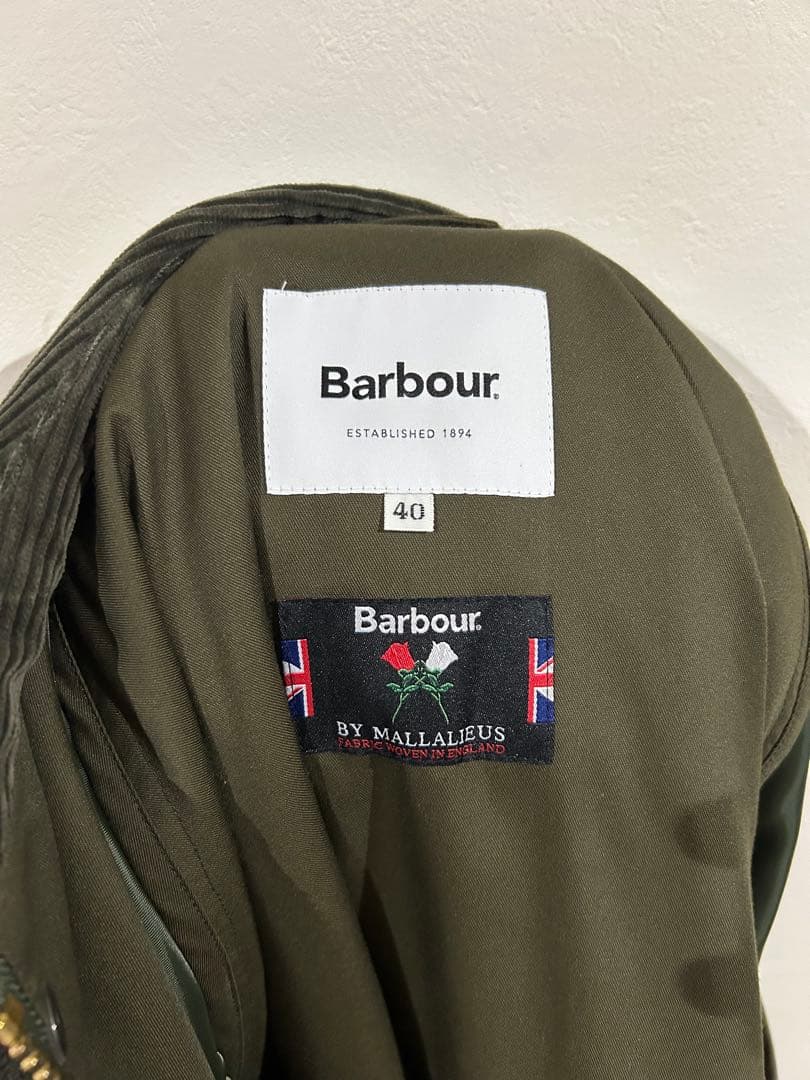 Barbour.
ESTABLISHED 1894
40
Barbour.
BY MALLALIEUS
FABRIC WOVEN IN ENGLAND